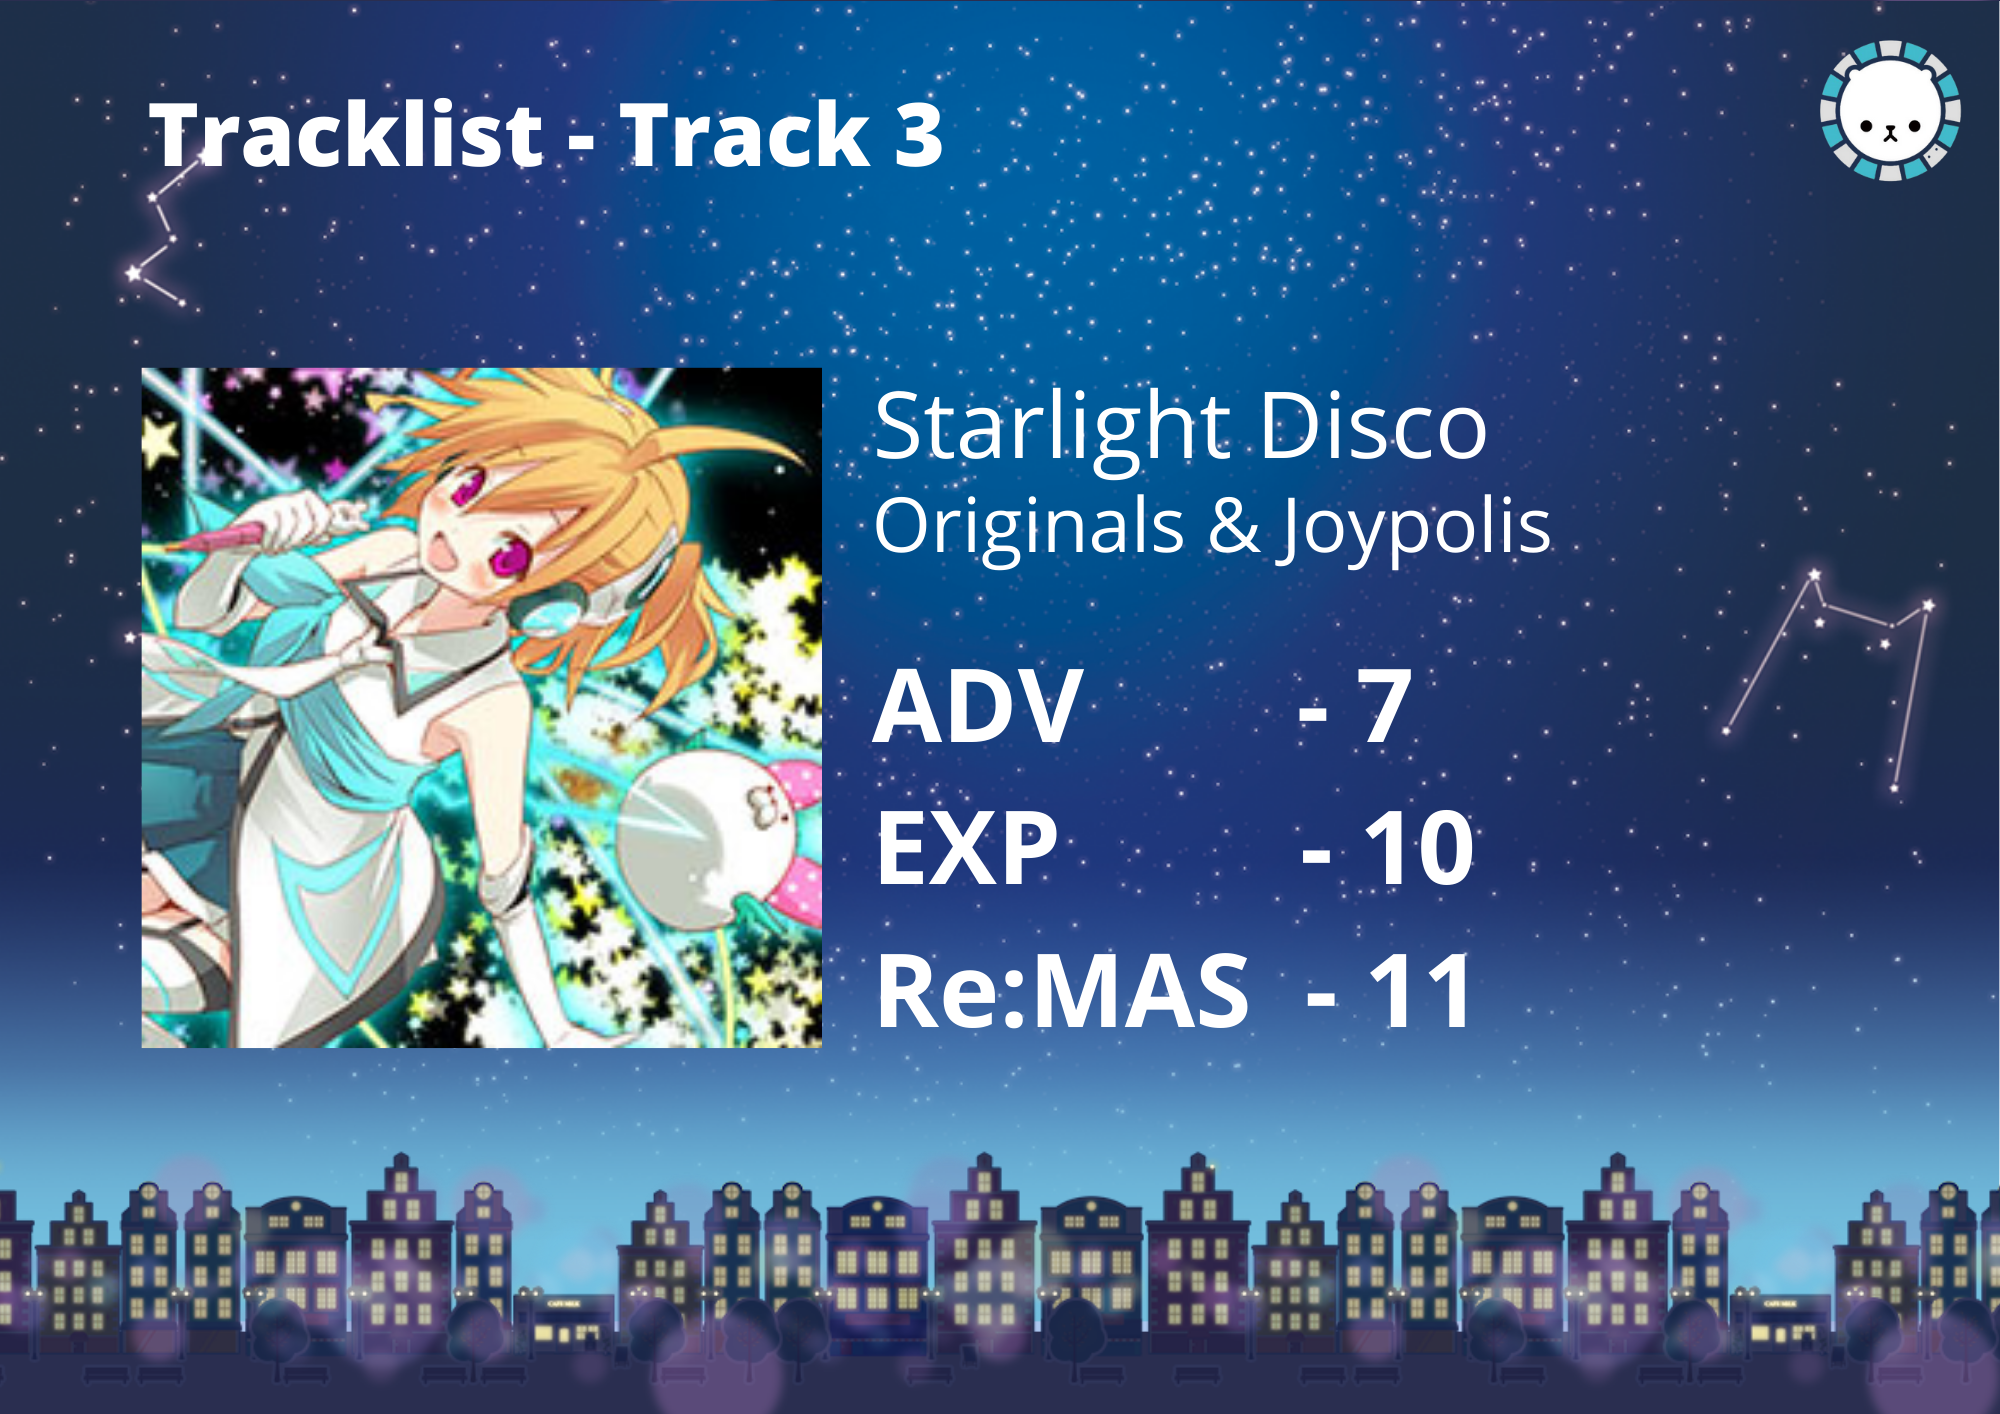 Tracklist - Track 3
Starlight Disco
Originals & Joypolis
ADV - 7
EXP - 10
Re:MAS - 11